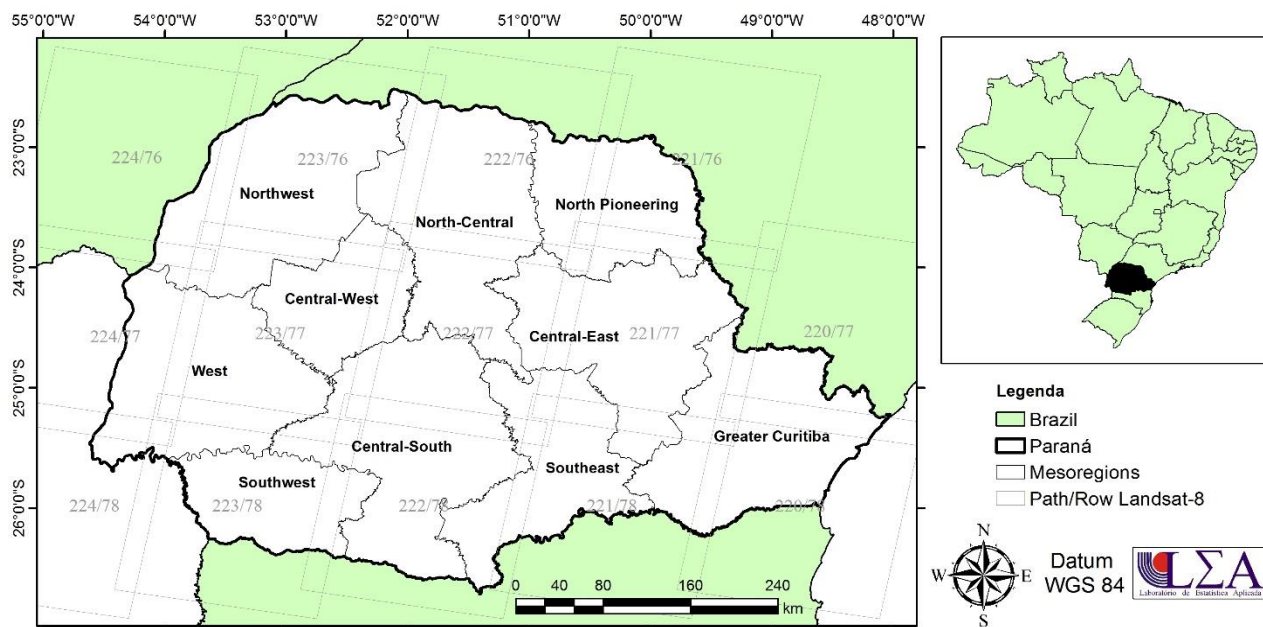 55°0'0"W 54°0'0"W 53°0'0"W 52°0'0"W 51°0'0"W 50°0'0"W 49°0'0"W 48°0'0"W
23°0'0"S
24°0'0"S
25°0'0"S
26°0'0"S
224/76
223/76
222/76
221/76
Northwest
North-Central
North Pioneering
Central-West
224/77
223/77
222/77
Central-East
221/77
220/77
West
Central-South
Greater Curitiba
Southeast
Southwest
224/78
223/78
222/78
221/78
220/78
0 40 80 160 240
km
Legenda
Brazil
Paraná
Mesoregions
Path/Row Landsat-8
N
W
E
S
Datum
WGS 84
LΣA
Laboratório de Estatística Aplicada